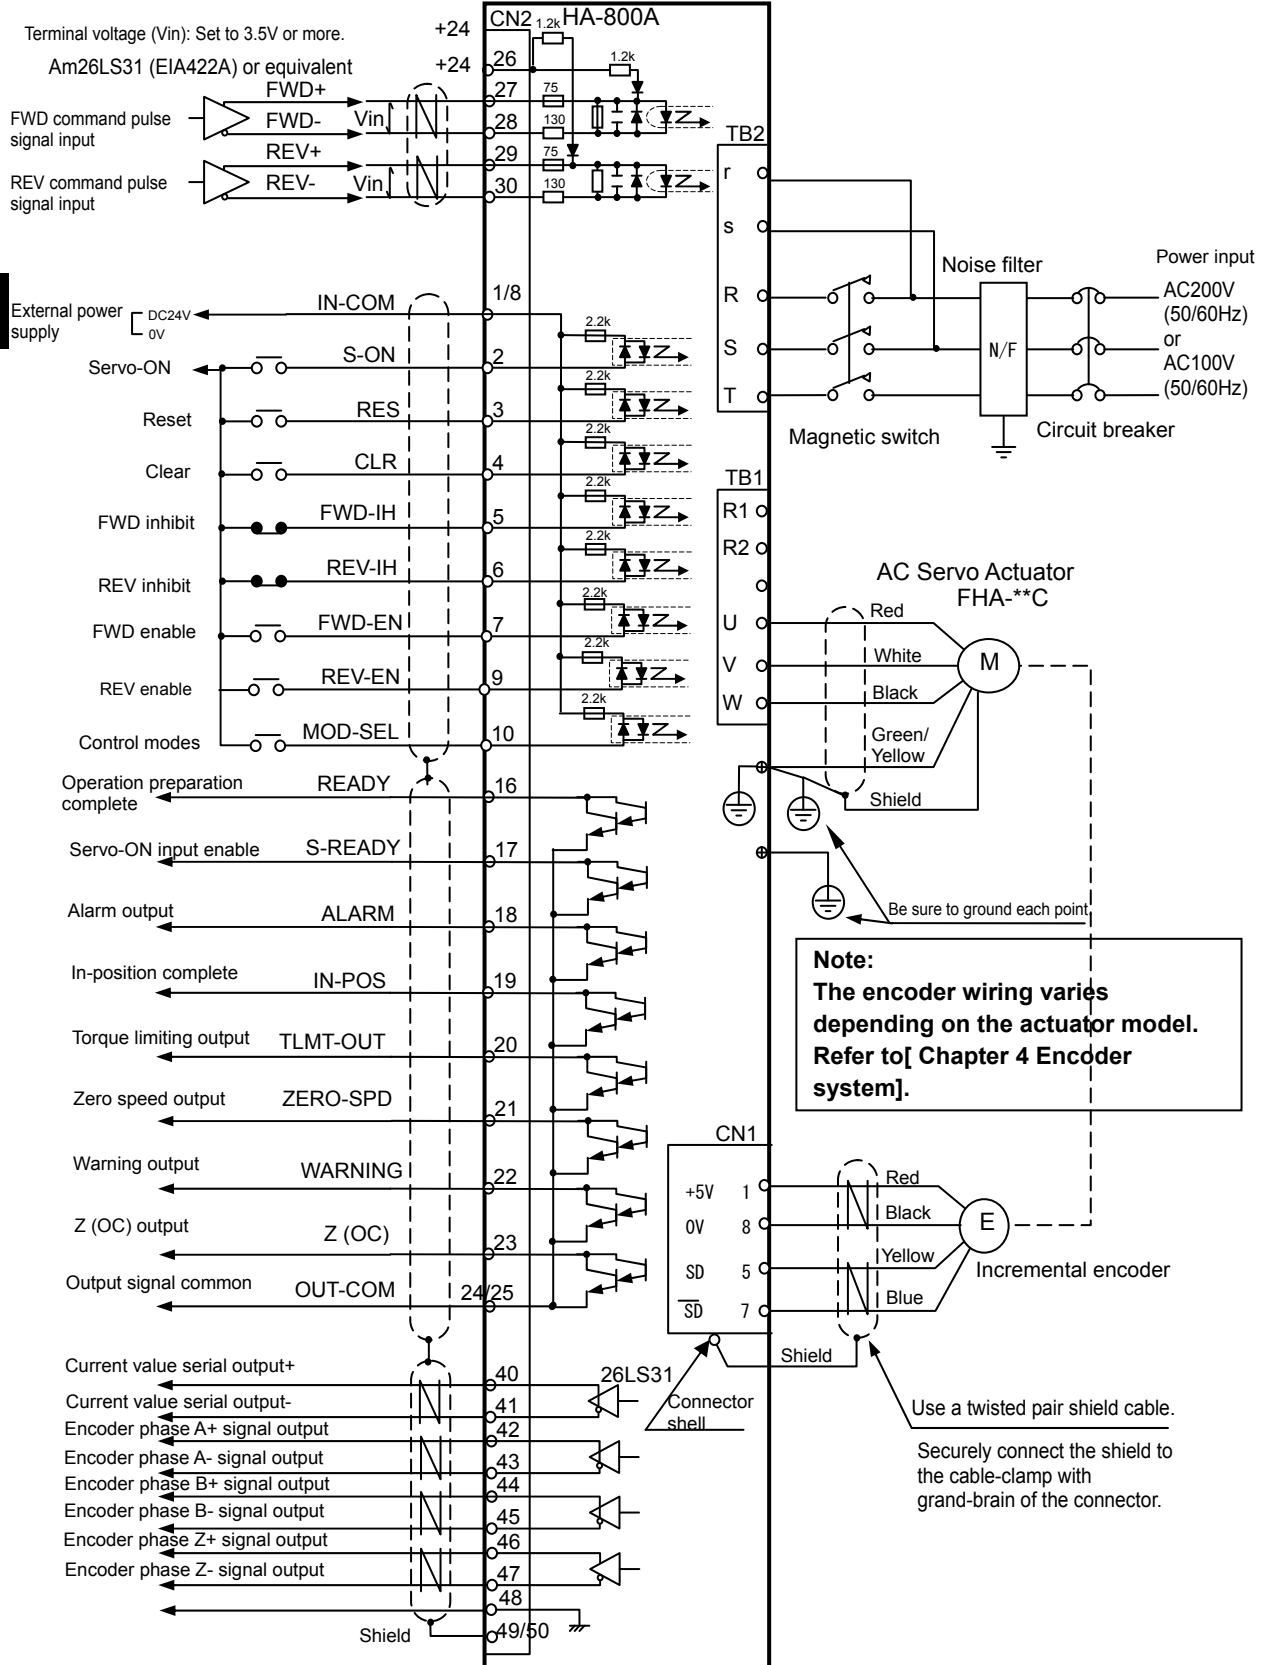 CN2 HA-800A
1.2k
Terminal voltage (Vin): Set to 3.5V or more.
+24
Am26LS31 (EIA422A) or equivalent
+24 26
1.2k
FWD+ 27 75
FWD command pulse
signal input
FWD- Vin 28 130
REV+ 29 75
REV command pulse
signal input
REV- Vin 30 130
TB2
r
s
R
S
T
Noise filter
N/F
Power input
AC200V
(50/60Hz)
or
AC100V
(50/60Hz)
Magnetic switch
Circuit breaker
External power
supply
DC24V
0V
IN-COM 1/8
2.2k
Servo-ON S-ON 2
2.2k
Reset RES 3
2.2k
Clear CLR 4
2.2k
FWD inhibit FWD-IH 5
2.2k
REV inhibit REV-IH 6
2.2k
FWD enable FWD-EN 7
2.2k
REV enable REV-EN 9
2.2k
Control modes MOD-SEL 10
TB1
R1
R2
U
V
W
AC Servo Actuator
FHA-**C
Red
White
M
Black
Green/
Yellow
Shield
Be sure to ground each point
Operation preparation
complete
READY 16
Servo-ON input enable S-READY 17
Alarm output ALARM 18
In-position complete IN-POS 19
Torque limiting output TLMT-OUT 20
Zero speed output ZERO-SPD 21
Warning output WARNING 22
Z (OC) output Z (OC) 23
Output signal common OUT-COM 24/25
Note:
The encoder wiring varies
depending on the actuator model.
Refer to[ Chapter 4 Encoder
system].
CN1
+5V 1 Red
0V 8 Black
E
SD 5 Yellow
SD 7 Blue
Incremental encoder
Shield
Connector
shell
Use a twisted pair shield cable.
Securely connect the shield to
the cable-clamp with
grand-brain of the connector.
26LS31
Current value serial output+ 40
Current value serial output- 41
Encoder phase A+ signal output 42
Encoder phase A- signal output 43
Encoder phase B+ signal output 44
Encoder phase B- signal output 45
Encoder phase Z+ signal output 46
Encoder phase Z- signal output 47
48
Shield 49/50